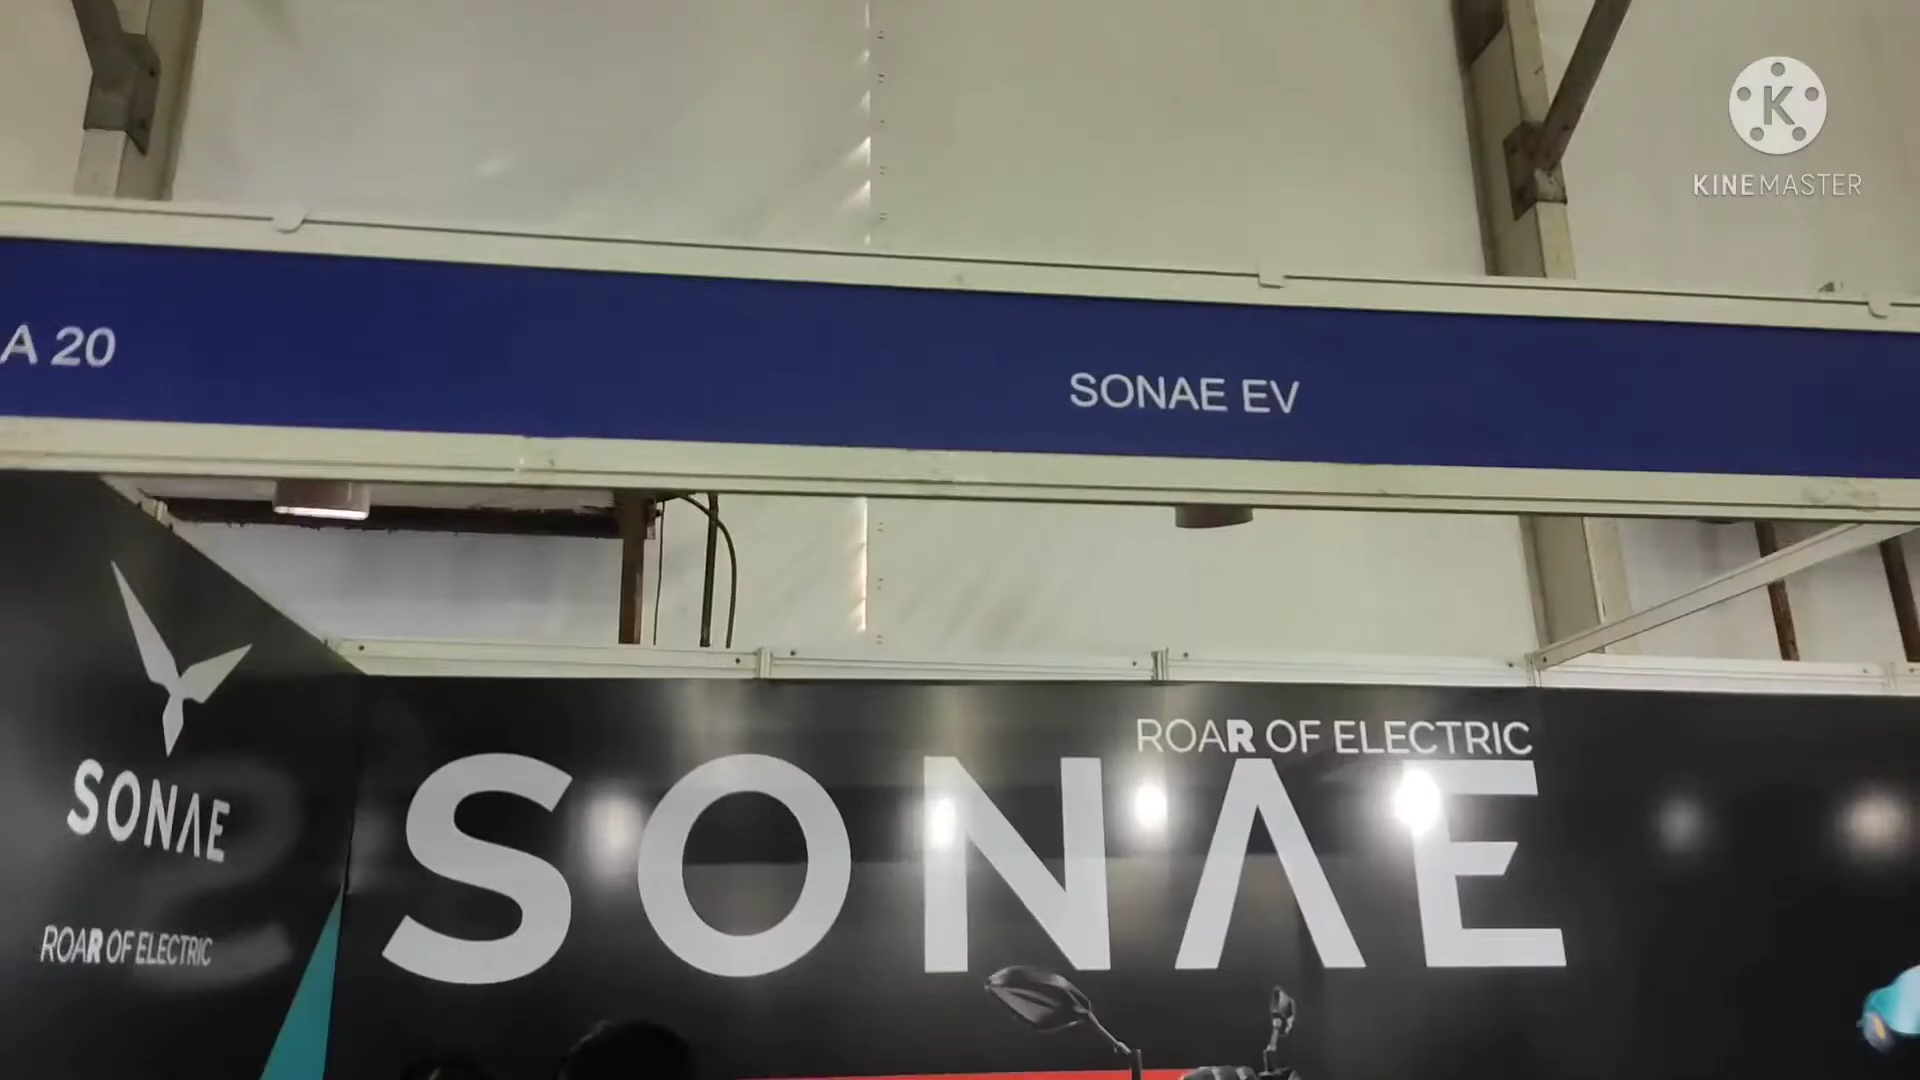 K
KINEMASTER
A 20
SONAE EV
ROAR OF ELECTRIC
SONAE
SONAE
ROAR OF ELECTRIC